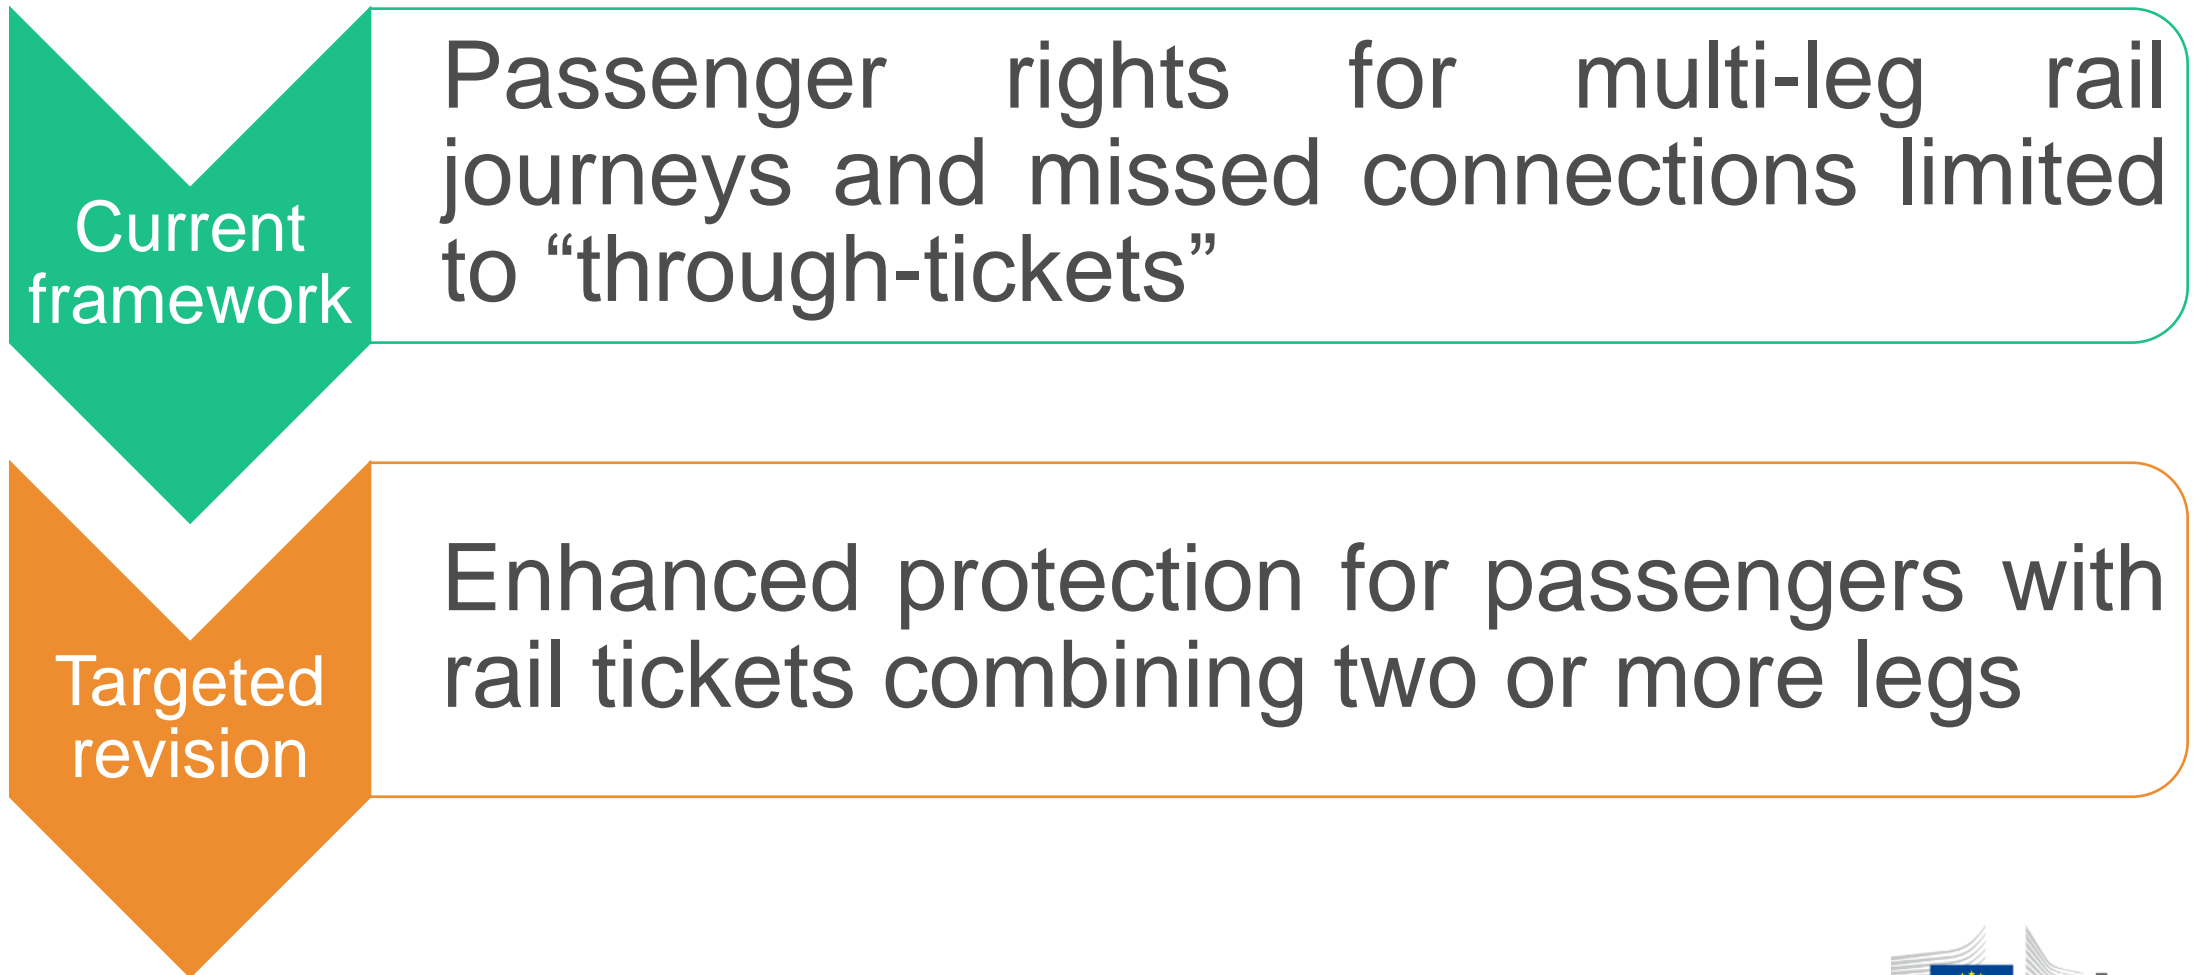 Current
framework
Passenger rights for multi-leg rail
journeys and missed connections limited
to “through-tickets”
Targeted
revision
Enhanced protection for passengers with
rail tickets combining two or more legs